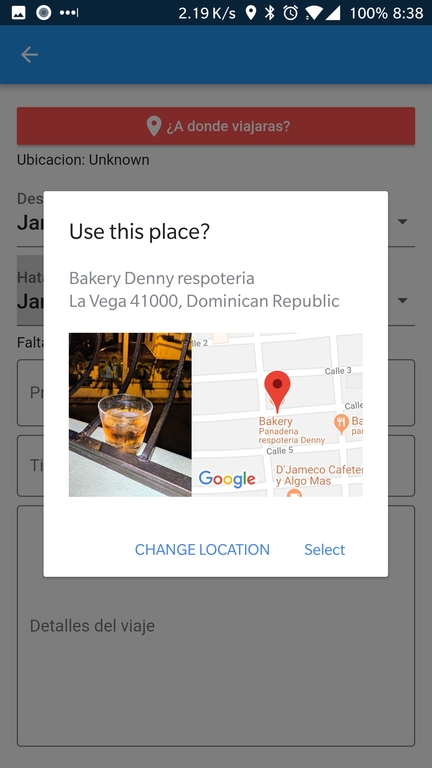 2.19 K/s 100% 8:38
¿A donde viajaras?
Ubicacion: Unknown
Des
Jan
Hata
Jan
Falta
Use this place?
Bakery Denny respoteria
La Vega 41000, Dominican Republic
lle 2
Calle 3
Calle
Bakery
Panaderia
respoteria Denny
Ba
pa
Calle 5
Google
D'Jameco Cafeter
y Algo Mas
CHANGE LOCATION Select
Pr
Ti
Detalles del viaje